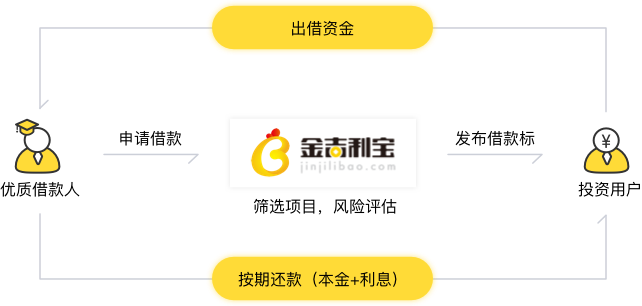 出借资金
申请借款
金吉利宝
jinjilibao.com
发布借款标
¥
优质借款人
筛选项目，风险评估
投资用户
按期还款（本金+利息）